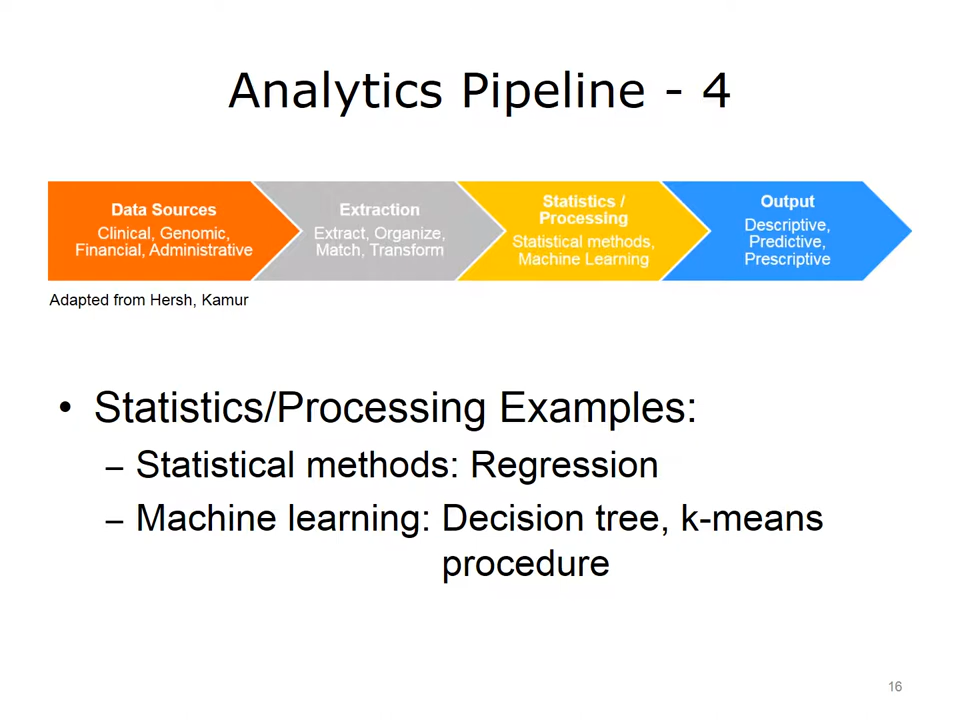 Analytics Pipeline - 4
Data Sources
Clinical, Genomic,
Financial, Administrative
Extraction
Extract, Organize,
Match, Transform
Statistics /
Processing
Statistical methods,
Machine Learning
Output
Descriptive,
Predictive,
Prescriptive
Adapted from Hersh, Kamur
• Statistics/Processing Examples:
– Statistical methods: Regression
– Machine learning: Decision tree, k-means
procedure
16